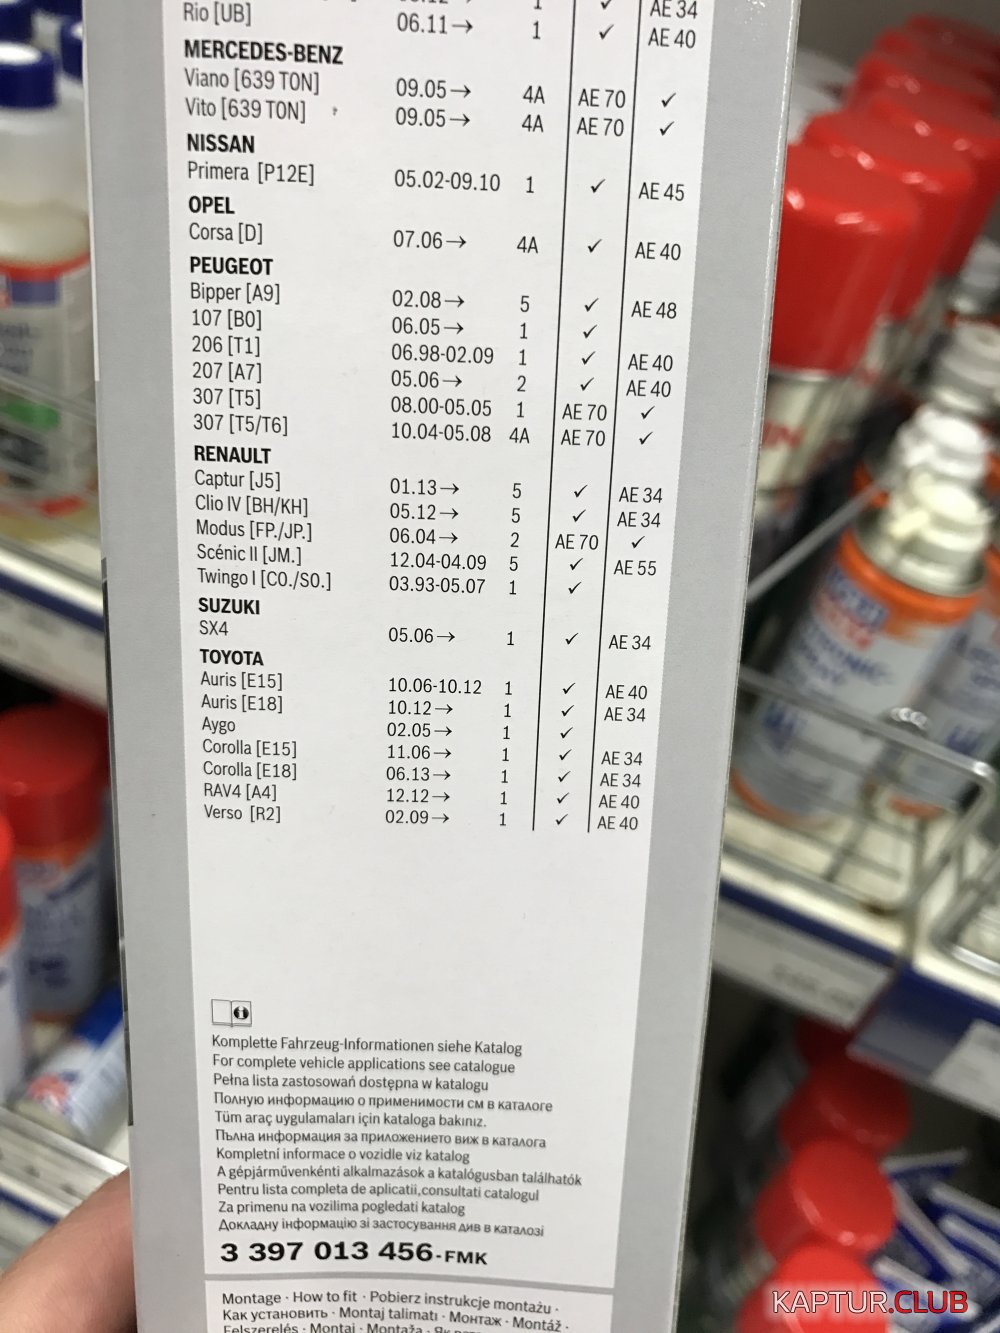 Rio [UB] 06.11→ 1 ✓ AE 34
AE 40
MERCEDES-BENZ
Viano [639 TON] 09.05→ 4A AE 70 ✓
Vito [639 TON] 09.05→ 4A AE 70 ✓
NISSAN
Primera [P12E] 05.02-09.10 1 ✓ AE 45
OPEL
Corsa [D] 07.06→ 4A ✓ AE 40
PEUGEOT
Bipper [A9] 02.08→ 5 ✓ AE 48
107 [B0] 06.05→ 1 ✓
206 [T1] 06.98-02.09 1 ✓ AE 40
207 [A7] 05.06→ 2 ✓ AE 40
307 [T5] 08.00-05.05 1 AE 70 ✓
307 [T5/T6] 10.04-05.08 4A AE 70 ✓
RENAULT
Captur [J5] 01.13→ 5 ✓ AE 34
Clio IV [BH/KH] 05.12→ 5 ✓ AE 34
Modus [FP./JP.] 06.04→ 2 AE 70 ✓
Scénic II [JM.] 12.04-04.09 5 ✓ AE 55
Twingo I [C0./S0.] 03.93-05.07 1 ✓
SUZUKI
SX4 05.06→ 1 ✓ AE 34
TOYOTA
Auris [E15] 10.06-10.12 1 ✓ AE 40
Auris [E18] 10.12→ 1 ✓ AE 34
Aygo 02.05→ 1 ✓
Corolla [E15] 11.06→ 1 ✓ AE 34
Corolla [E18] 06.13→ 1 ✓ AE 34
RAV4 [A4] 12.12→ 1 ✓ AE 40
Verso [R2] 02.09→ 1 ✓ AE 40
Komplette Fahrzeug-Informationen siehe Katalog
For complete vehicle applications see catalogue
Pełna lista zastosowań dostępna w katalogu
Полную информацию о применимости см в каталоге
Tüm araç uygulamaları için kataloga bakınız.
Пълна информация за приложението виж в каталога
Kompletní informace o vozidle viz katalog
A gépjárművenkénti alkalmazások a katalógusban találhatók
Pentru lista completa de aplicatii,consultati catalogul
Za primenu na vozilima pogledati katalog
Докладну інформацію зі застосування див в каталозі
3 397 013 456-FMK
Montage · How to fit · Pobierz instrukcje montażu ·
Как установить · Montaj talimatı · Монтаж · Montáž ·
Felszerelés · Montaj · Montaža ·
KAPTUR.CLUB